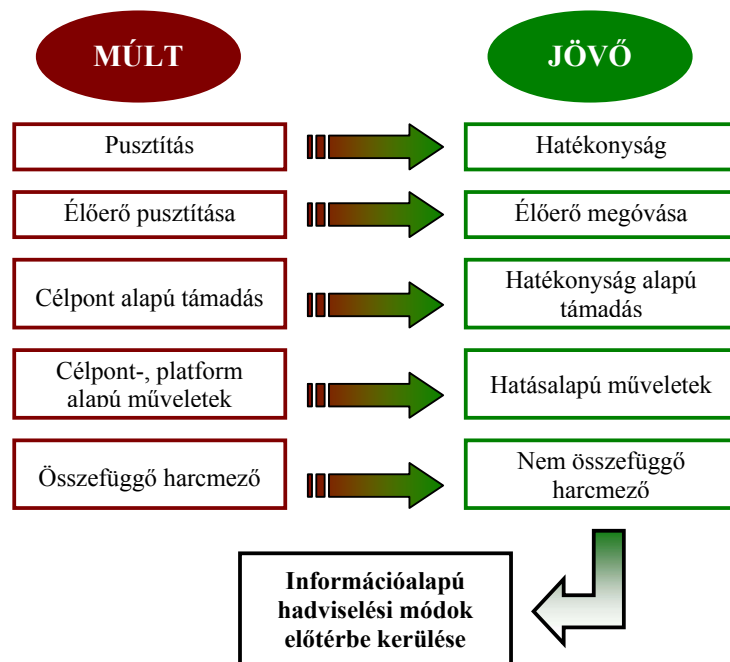 MÚLT
JÖVŐ
Pusztítás
Hatékonyság
Élőerő pusztítása
Élőerő megóvása
Célpont alapú támadás
Hatékonyság alapú
támadás
Célpont-, platform
alapú műveletek
Hatásalapú műveletek
Összefüggő harcmező
Nem összefüggő
harcmező
Információalapú
hadviselési módok
előtérbe kerülése